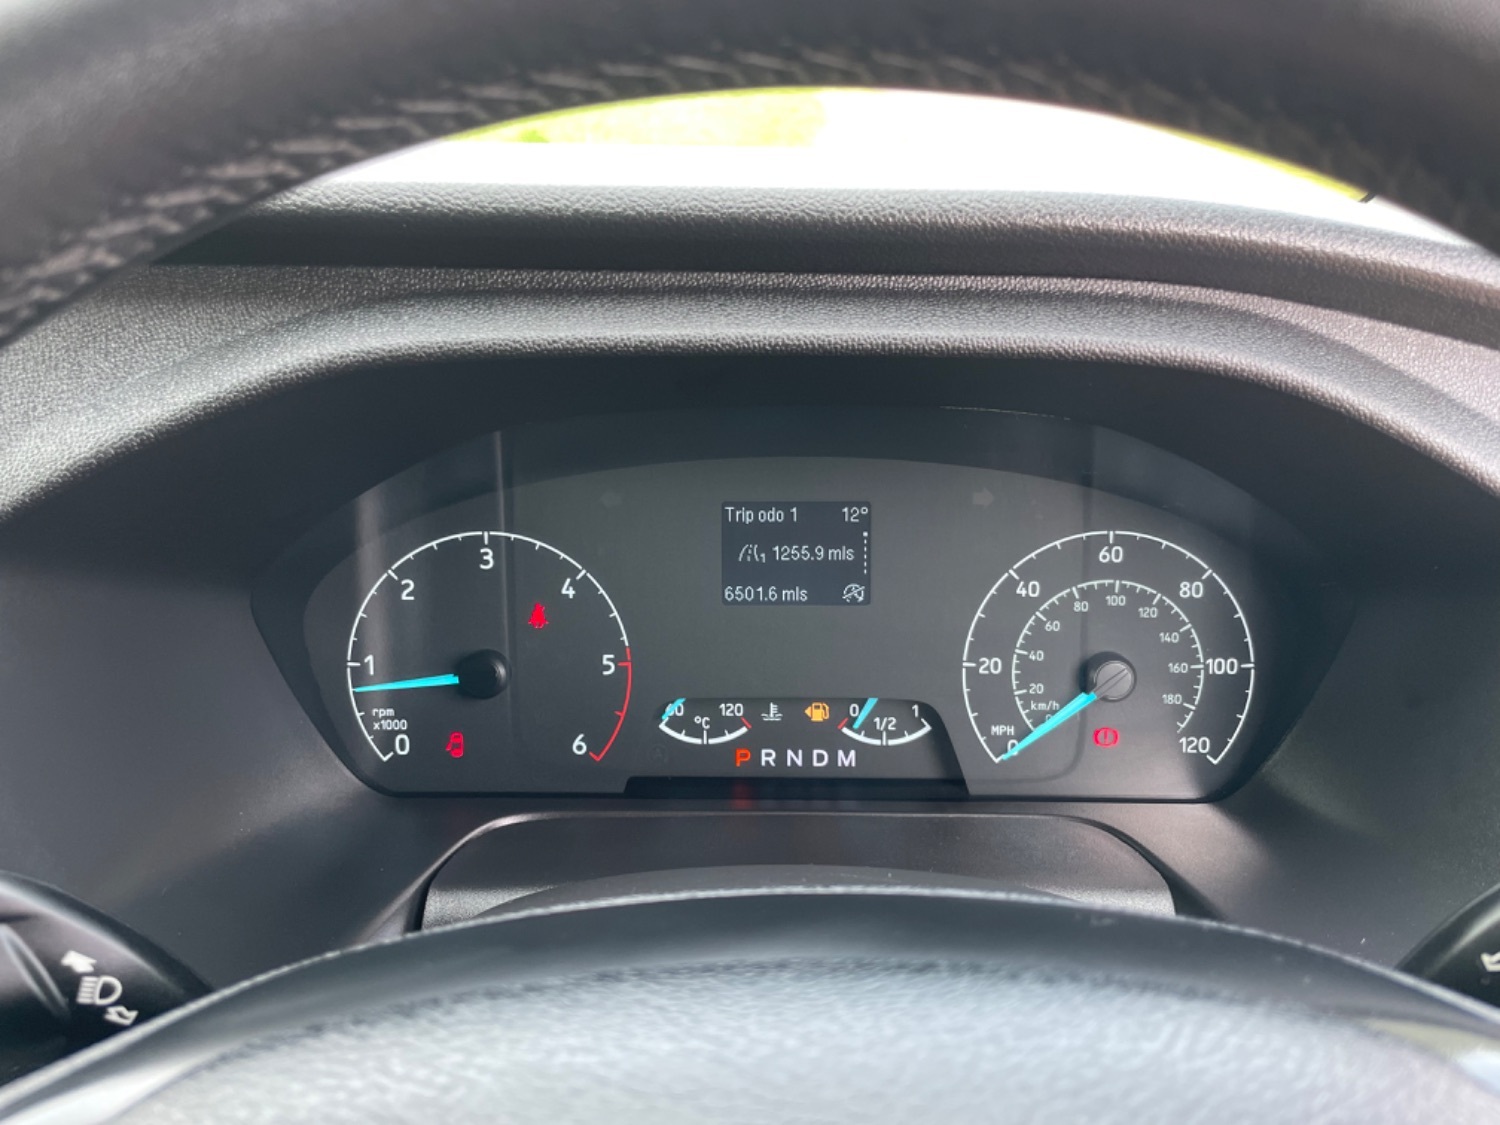 Trip odo 1 12°
1 1255.9 mls
6501.6 mls
0 1 2 3 4 5 6
rpm
x1000
60 120
°C
0 1/2 1
P R N D M
0 20 40 60 80 100 120
MPH
20 40 60 80 100 120 140 160 180
km/h